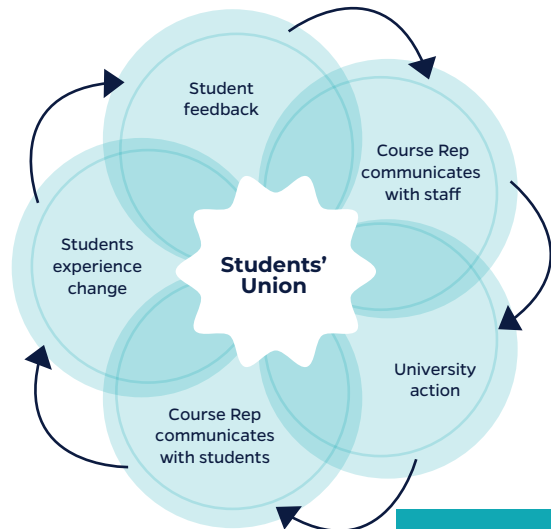 Student
feedback
Course Rep
communicates
with staff
Students
experience
change
Students’
Union
University
action
Course Rep
communicates
with students